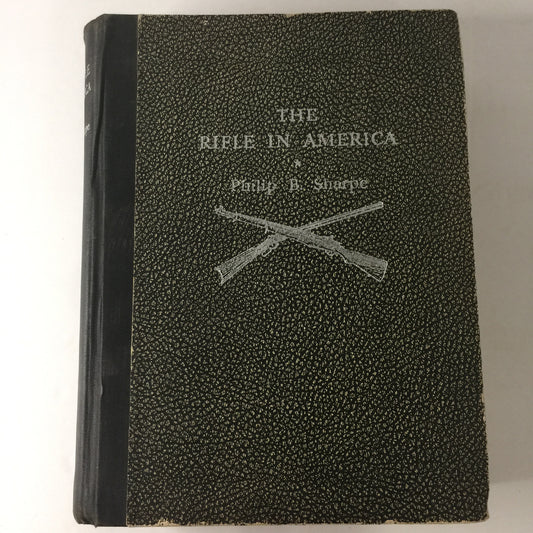 THE
RIFLE IN AMERICA
Philip B. Sharpe